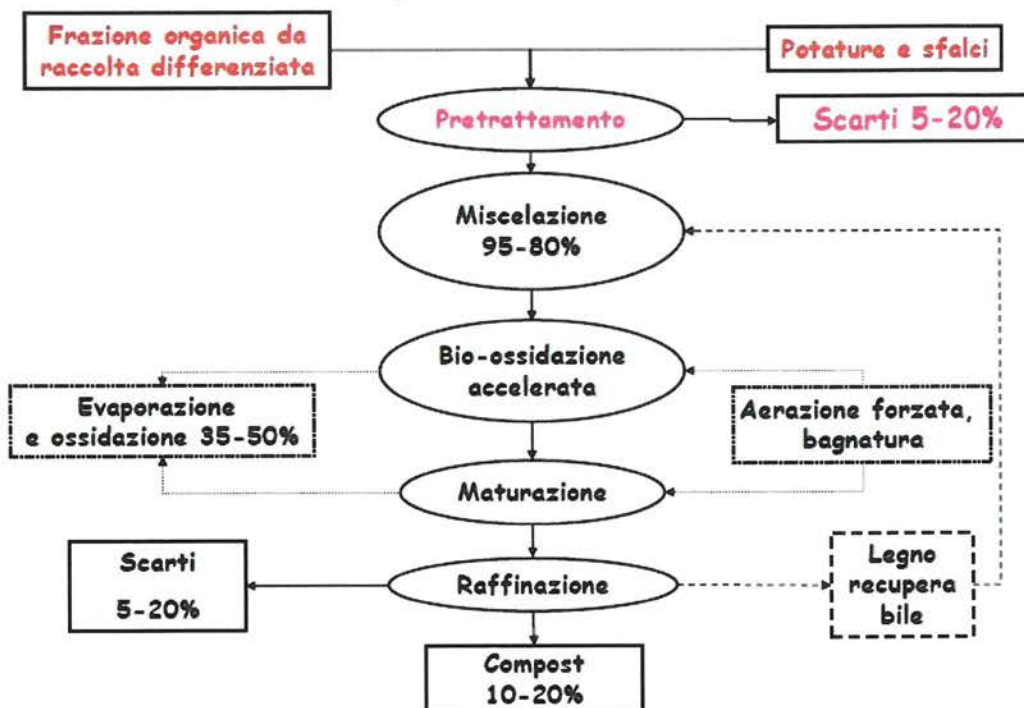 Frazione organica da
raccolta differenziata
Potature e sfalci
Pretrattamento
Scarti 5-20%
Miscelazione
95-80%
Bio-ossidazione
accelerata
Evaporazione
e ossidazione 35-50%
Aerazione forzata,
bagnatura
Maturazione
Scarti
5-20%
Raffinazione
Legno
recupera
bile
Compost
10-20%